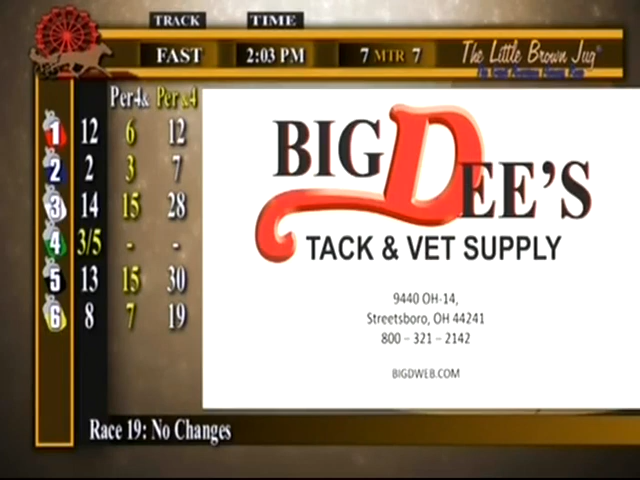 TRACK TIME
FAST 2:03 PM 7 MTR 7 The Little Brown Jug
1 12 6 12
2 2 3 7
3 14 15 28
4 3/5 - -
5 13 15 30
6 8 7 19
BIG DEE'S
TACK & VET SUPPLY
9440 OH-14,
Streetsboro, OH 44241
800 – 321 – 2142
BIGDWEB.COM
Race 19: No Changes